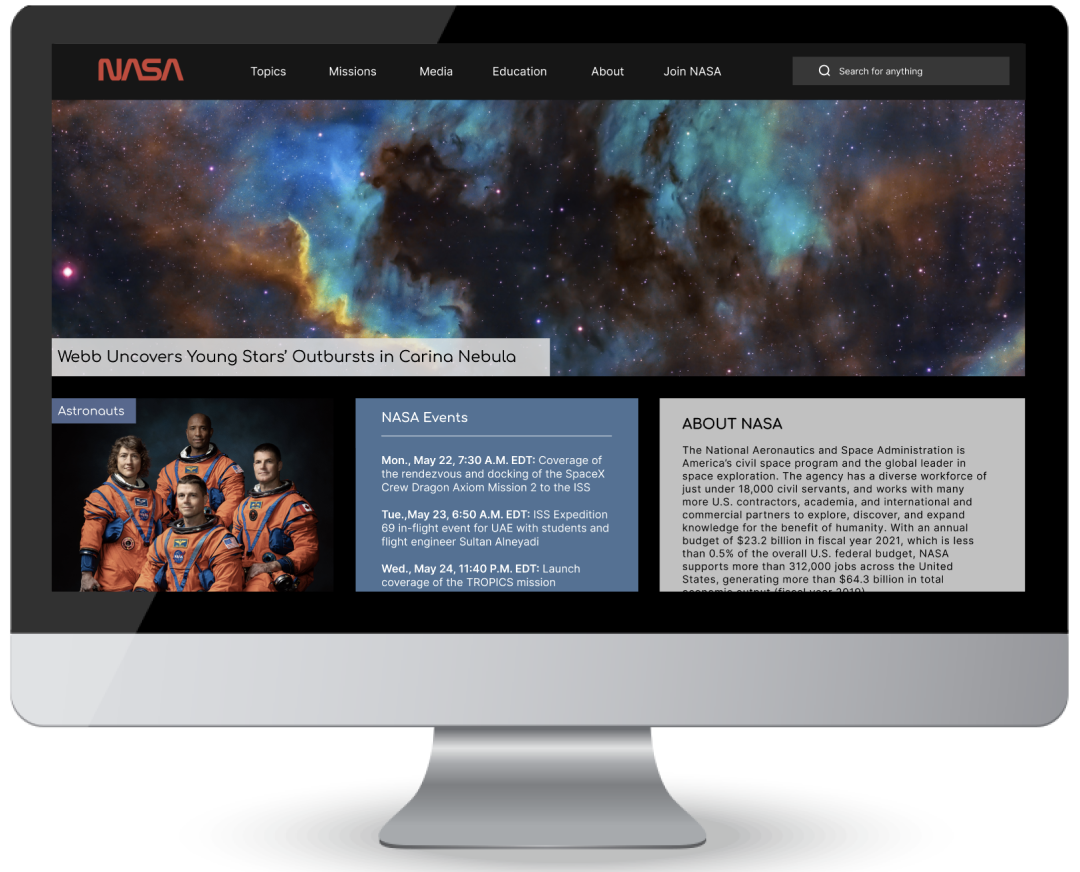 NASA
Topics Missions Media Education About Join NASA Search for anything
Webb Uncovers Young Stars' Outbursts in Carina Nebula
Astronauts
NASA Events
Mon., May 22, 7:30 A.M. EDT: Coverage of
the rendezvous and docking of the SpaceX
Crew Dragon Axiom Mission 2 to the ISS
Tue.,May 23, 6:50 A.M. EDT: ISS Expedition
69 in-flight event for UAE with students and
flight engineer Sultan Alneyadi
Wed., May 24, 11:40 P.M. EDT: Launch
coverage of the TROPICS mission
ABOUT NASA
The National Aeronautics and Space Administration is
America's civil space program and the global leader in
space exploration. The agency has a diverse workforce of
just under 18,000 civil servants, and works with many
more U.S. contractors, academia, and international and
commercial partners to explore, discover, and expand
knowledge for the benefit of humanity. With an annual
budget of $23.2 billion in fiscal year 2021, which is less
than 0.5% of the overall U.S. federal budget, NASA
supports more than 312,000 jobs across the United
States, generating more than $64.3 billion in total
economic output (fiscal year 2019)